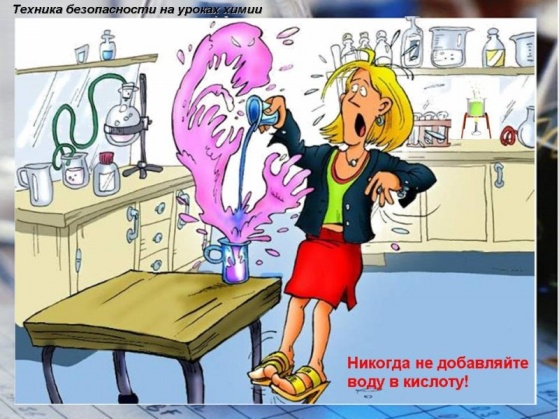 Техника безопасности на уроках химии
Никогда не добавляйте
воду в кислоту!